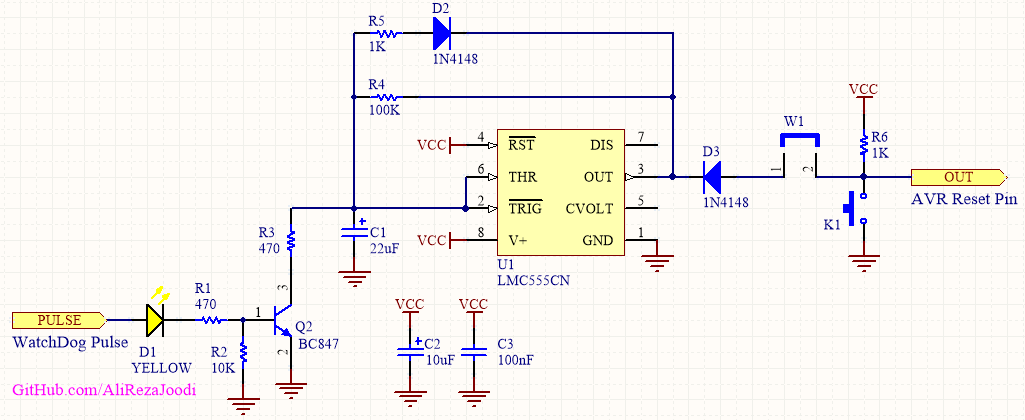 D2
R5
1K
1N4148
R4
100K
VCC
4
RST
DIS
7
6
THR
OUT
3
2
TRIG
CVOLT
5
VCC
8
V+
GND
1
U1
LMC555CN
D3
1N4148
W1
1
2
VCC
R6
1K
K1
OUT
AVR Reset Pin
R3
470
C1
22uF
+
3
PULSE
WatchDog Pulse
D1
YELLOW
R1
470
R2
10K
1
Q2
BC847
2
VCC
+
C2
10uF
VCC
C3
100nF
GitHub.com/AliRezaJoodi